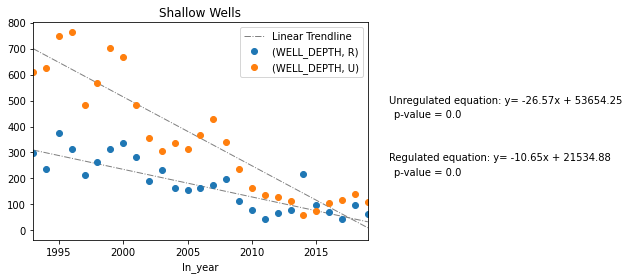 Shallow Wells
800
700
600
500
400
300
200
100
0
Linear Trendline
(WELL_DEPTH, R)
(WELL_DEPTH, U)
1995
2000
2005
2010
2015
ln_year
Unregulated equation: y= -26.57x + 53654.25
p-value = 0.0
Regulated equation: y= -10.65x + 21534.88
p-value = 0.0